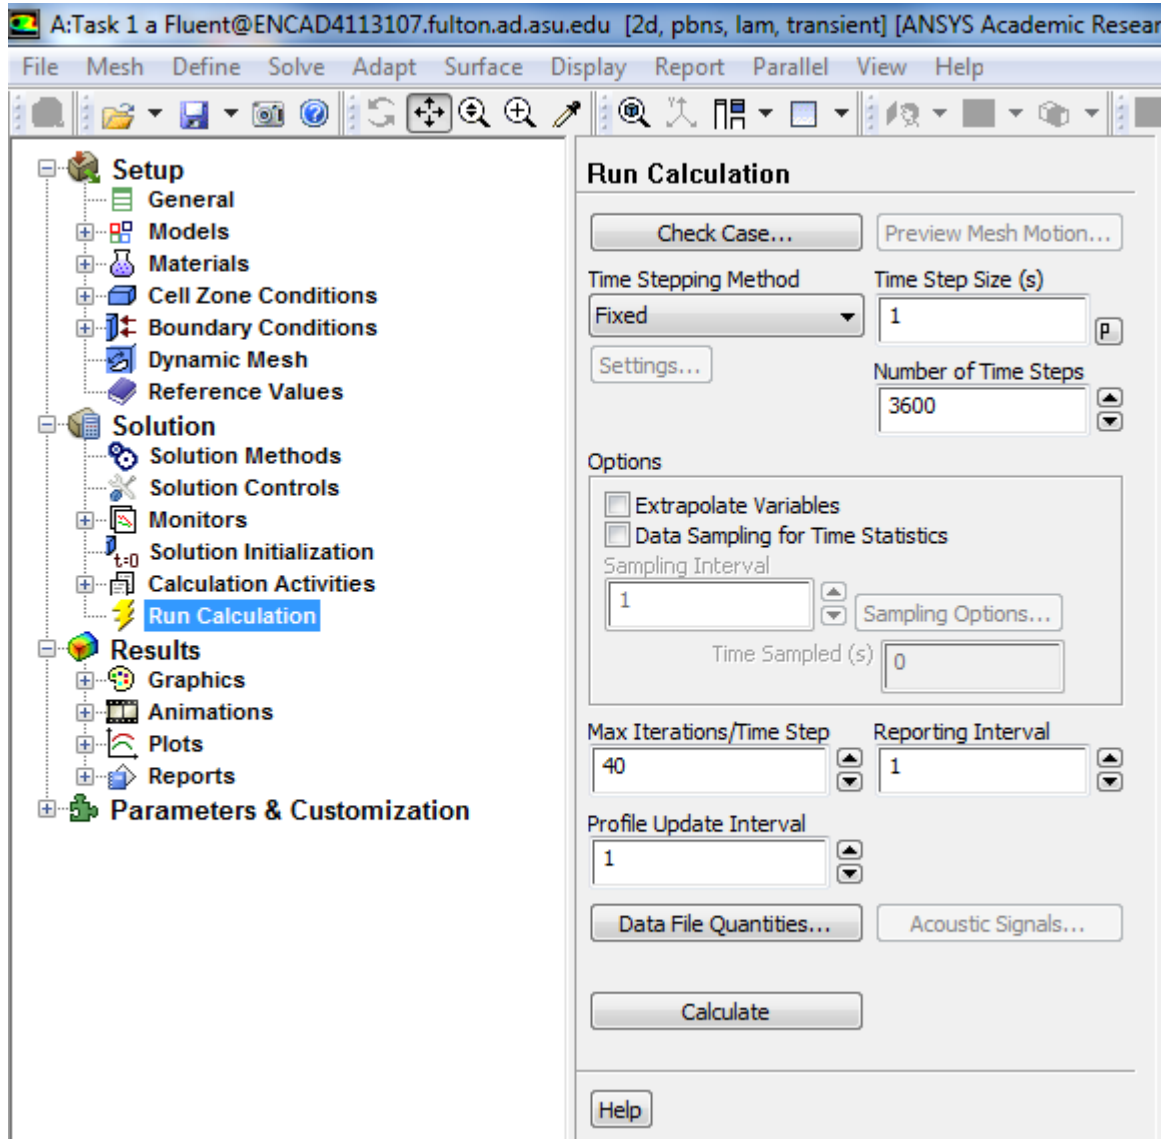 A:Task 1 a Fluent@ENCAD4113107.fulton.ad.asu.edu [2d, pbns, lam, transient] [ANSYS Academic Resear
File Mesh Define Solve Adapt Surface Display Report Parallel View Help
Setup
General
Models
Materials
Cell Zone Conditions
Boundary Conditions
Dynamic Mesh
Reference Values
Solution
Solution Methods
Solution Controls
Monitors
t=0 Solution Initialization
Calculation Activities
Run Calculation
Results
Graphics
Animations
Plots
Reports
Parameters & Customization
Run Calculation
Check Case... Preview Mesh Motion...
Time Stepping Method Time Step Size (s)
Fixed 1 P
Settings...
Number of Time Steps
3600
Options
Extrapolate Variables
Data Sampling for Time Statistics
Sampling Interval
1 Sampling Options...
Time Sampled (s) 0
Max Iterations/Time Step Reporting Interval
40 1
Profile Update Interval
1
Data File Quantities... Acoustic Signals...
Calculate
Help